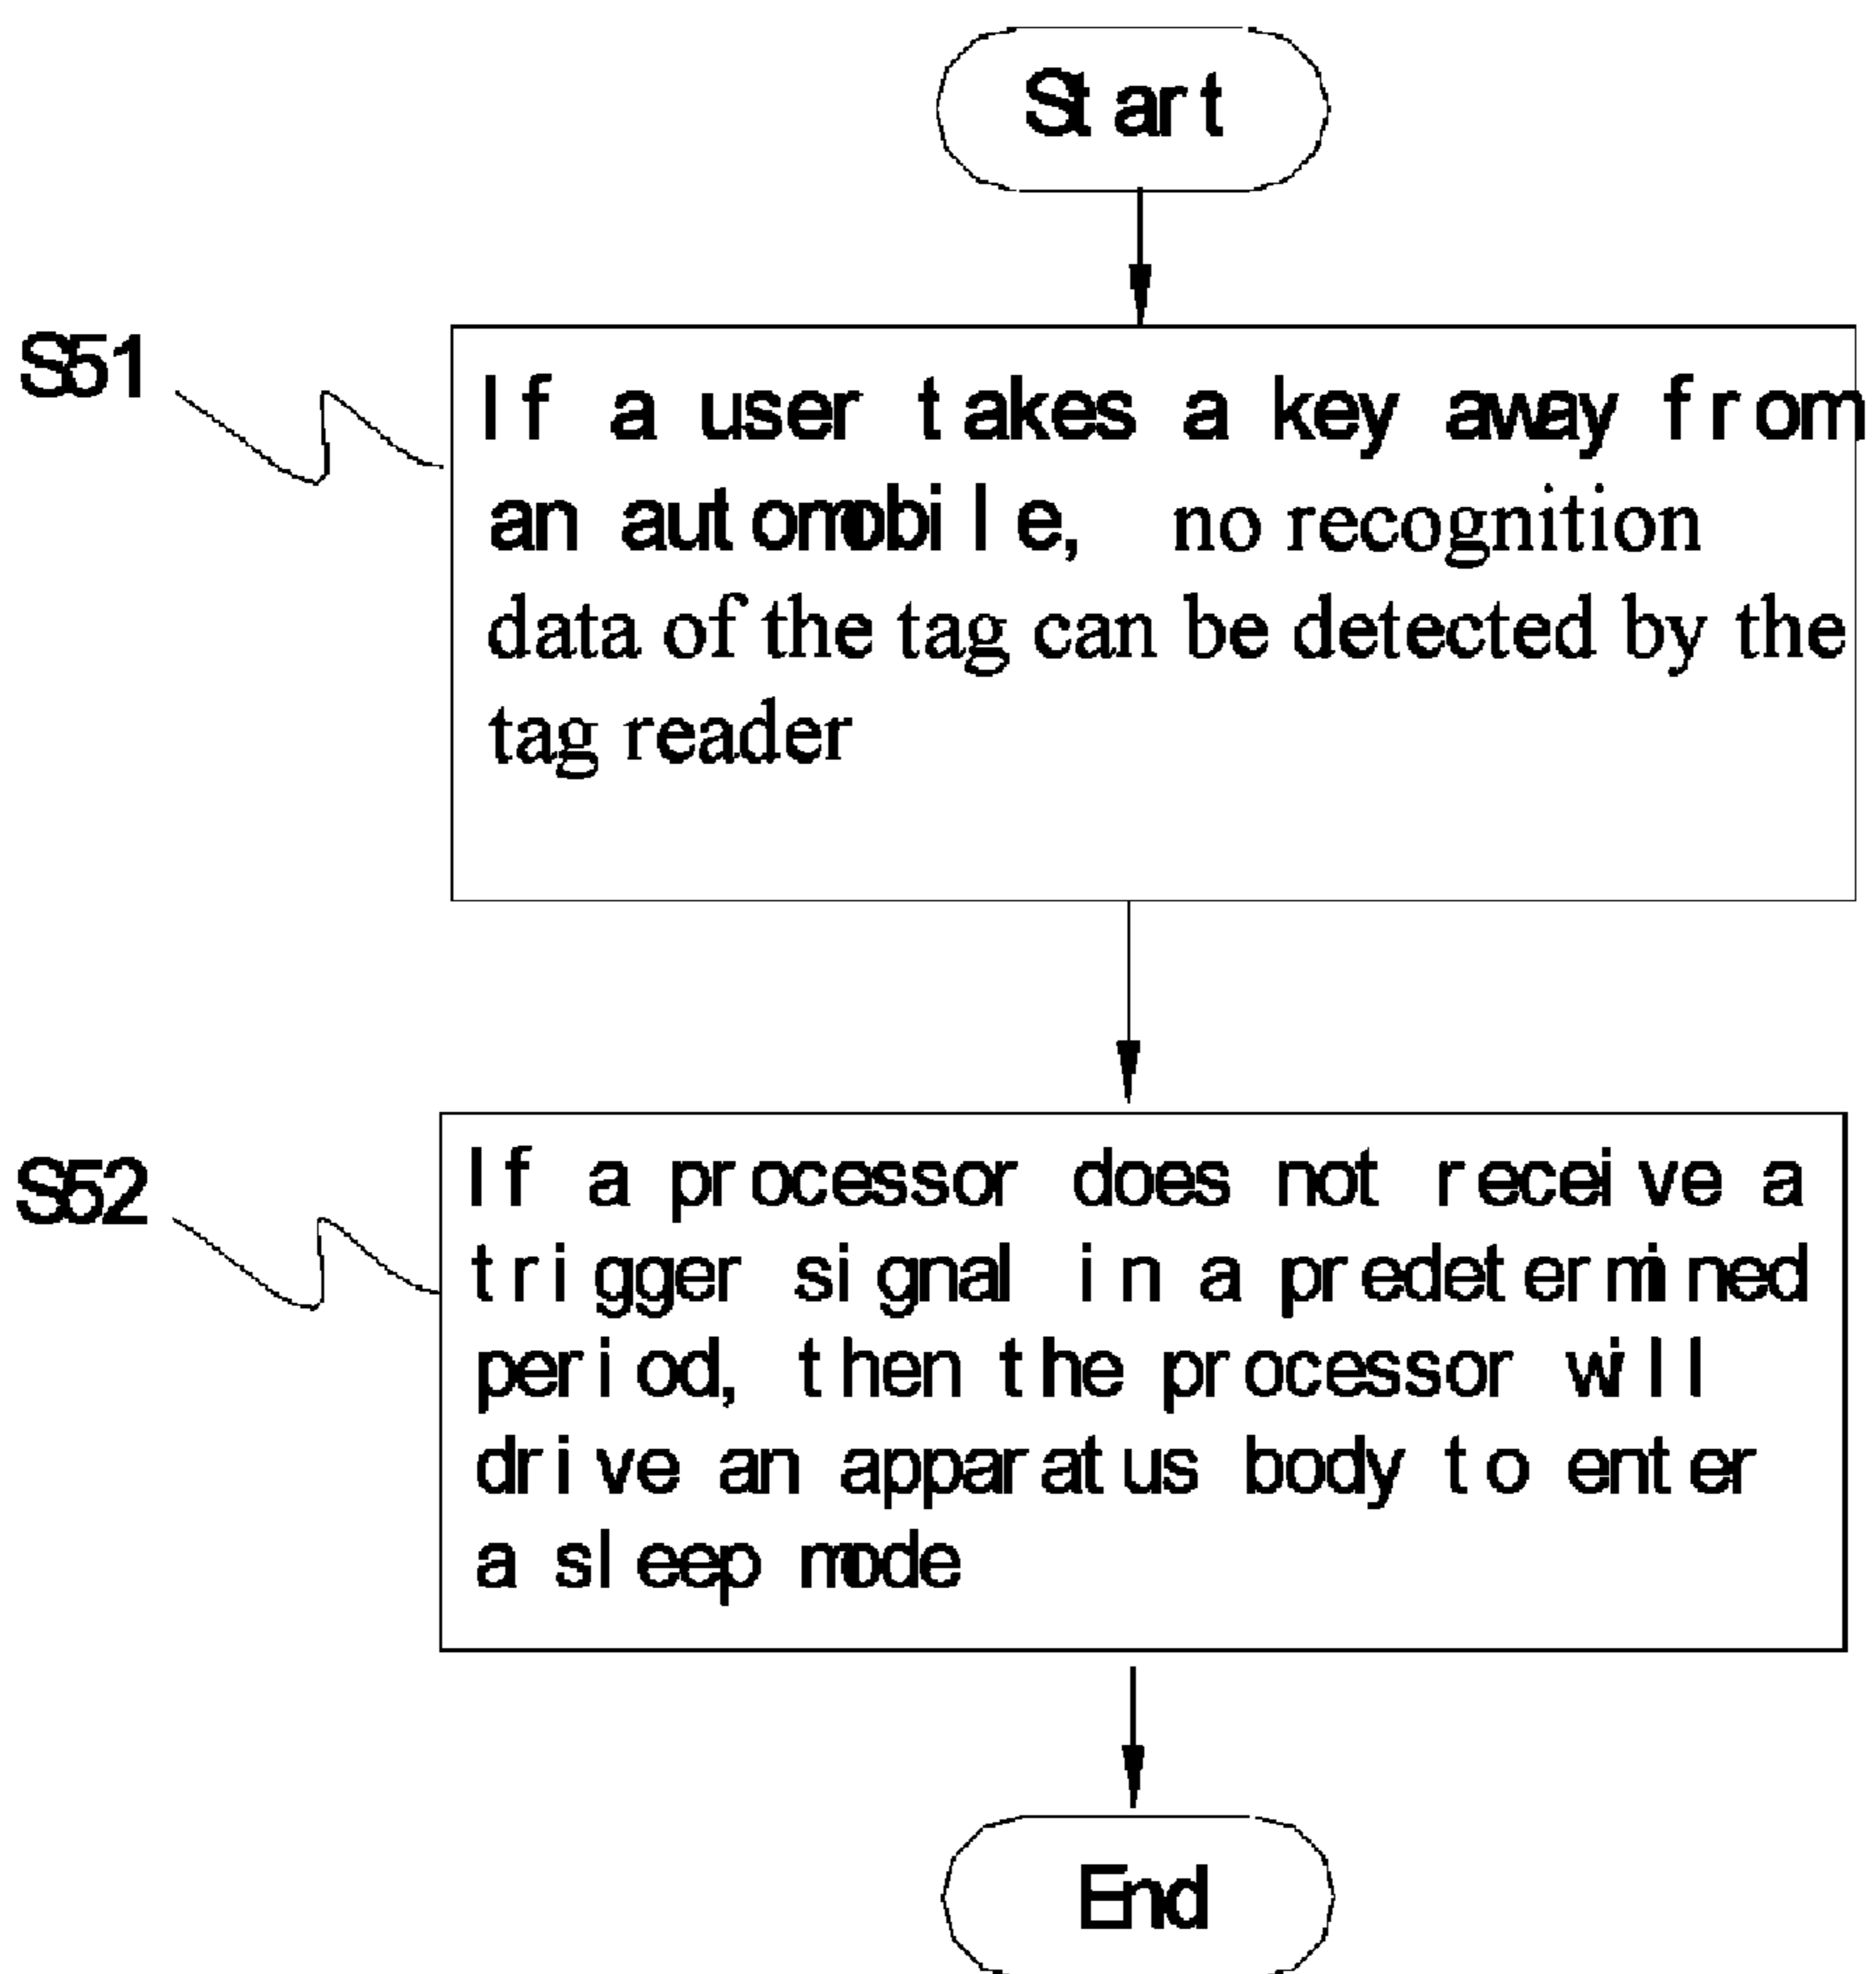 Start
S51
If a user takes a key away from
an automobile, no recognition
data of the tag can be detected by the
tag reader
S52
If a processor does not receive a
trigger signal in a predetermined
period, then the processor will
drive an apparatus body to enter
a sleep mode
End